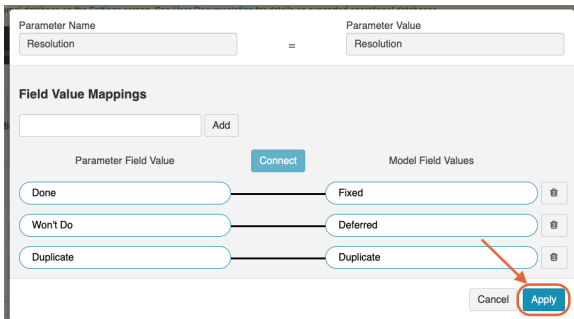 Parameter Name
Parameter Value
Resolution
=
Resolution
Field Value Mappings
Add
Parameter Field Value
Connect
Model Field Values
Done
Fixed
Won't Do
Deferred
Duplicate
Duplicate
Cancel
Apply